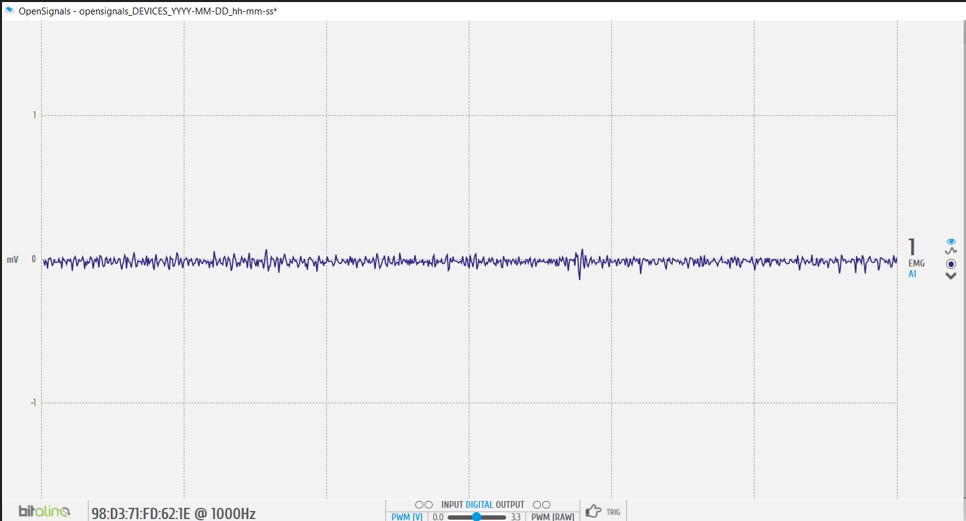 OpenSignals - opensignals_DEVICES_YYYY-MM-DD_hh-mm-ss*
1
mV 0
-1
1
EMG
A1
bitalino
98:D3:71:FD:62:1E @ 1000Hz
INPUT DIGITAL OUTPUT
PWM [V] 0.0 3.3 PWM [RAW]
TRIG